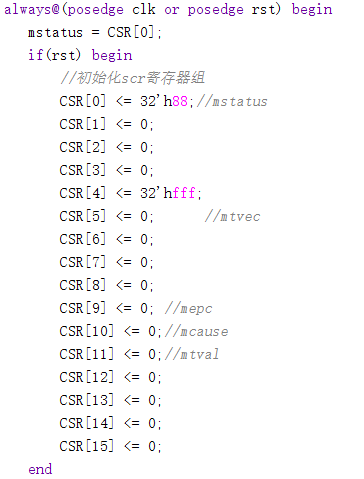 always@(posedge clk or posedge rst) begin
mstatus = CSR[0];
if(rst) begin
//初始化scr寄存器组
CSR[0] <= 32'h88;//mstatus
CSR[1] <= 0;
CSR[2] <= 0;
CSR[3] <= 0;
CSR[4] <= 32'hfff;
CSR[5] <= 0; //mtvec
CSR[6] <= 0;
CSR[7] <= 0;
CSR[8] <= 0;
CSR[9] <= 0; //mepc
CSR[10] <= 0;//mcause
CSR[11] <= 0;//mtval
CSR[12] <= 0;
CSR[13] <= 0;
CSR[14] <= 0;
CSR[15] <= 0;
end